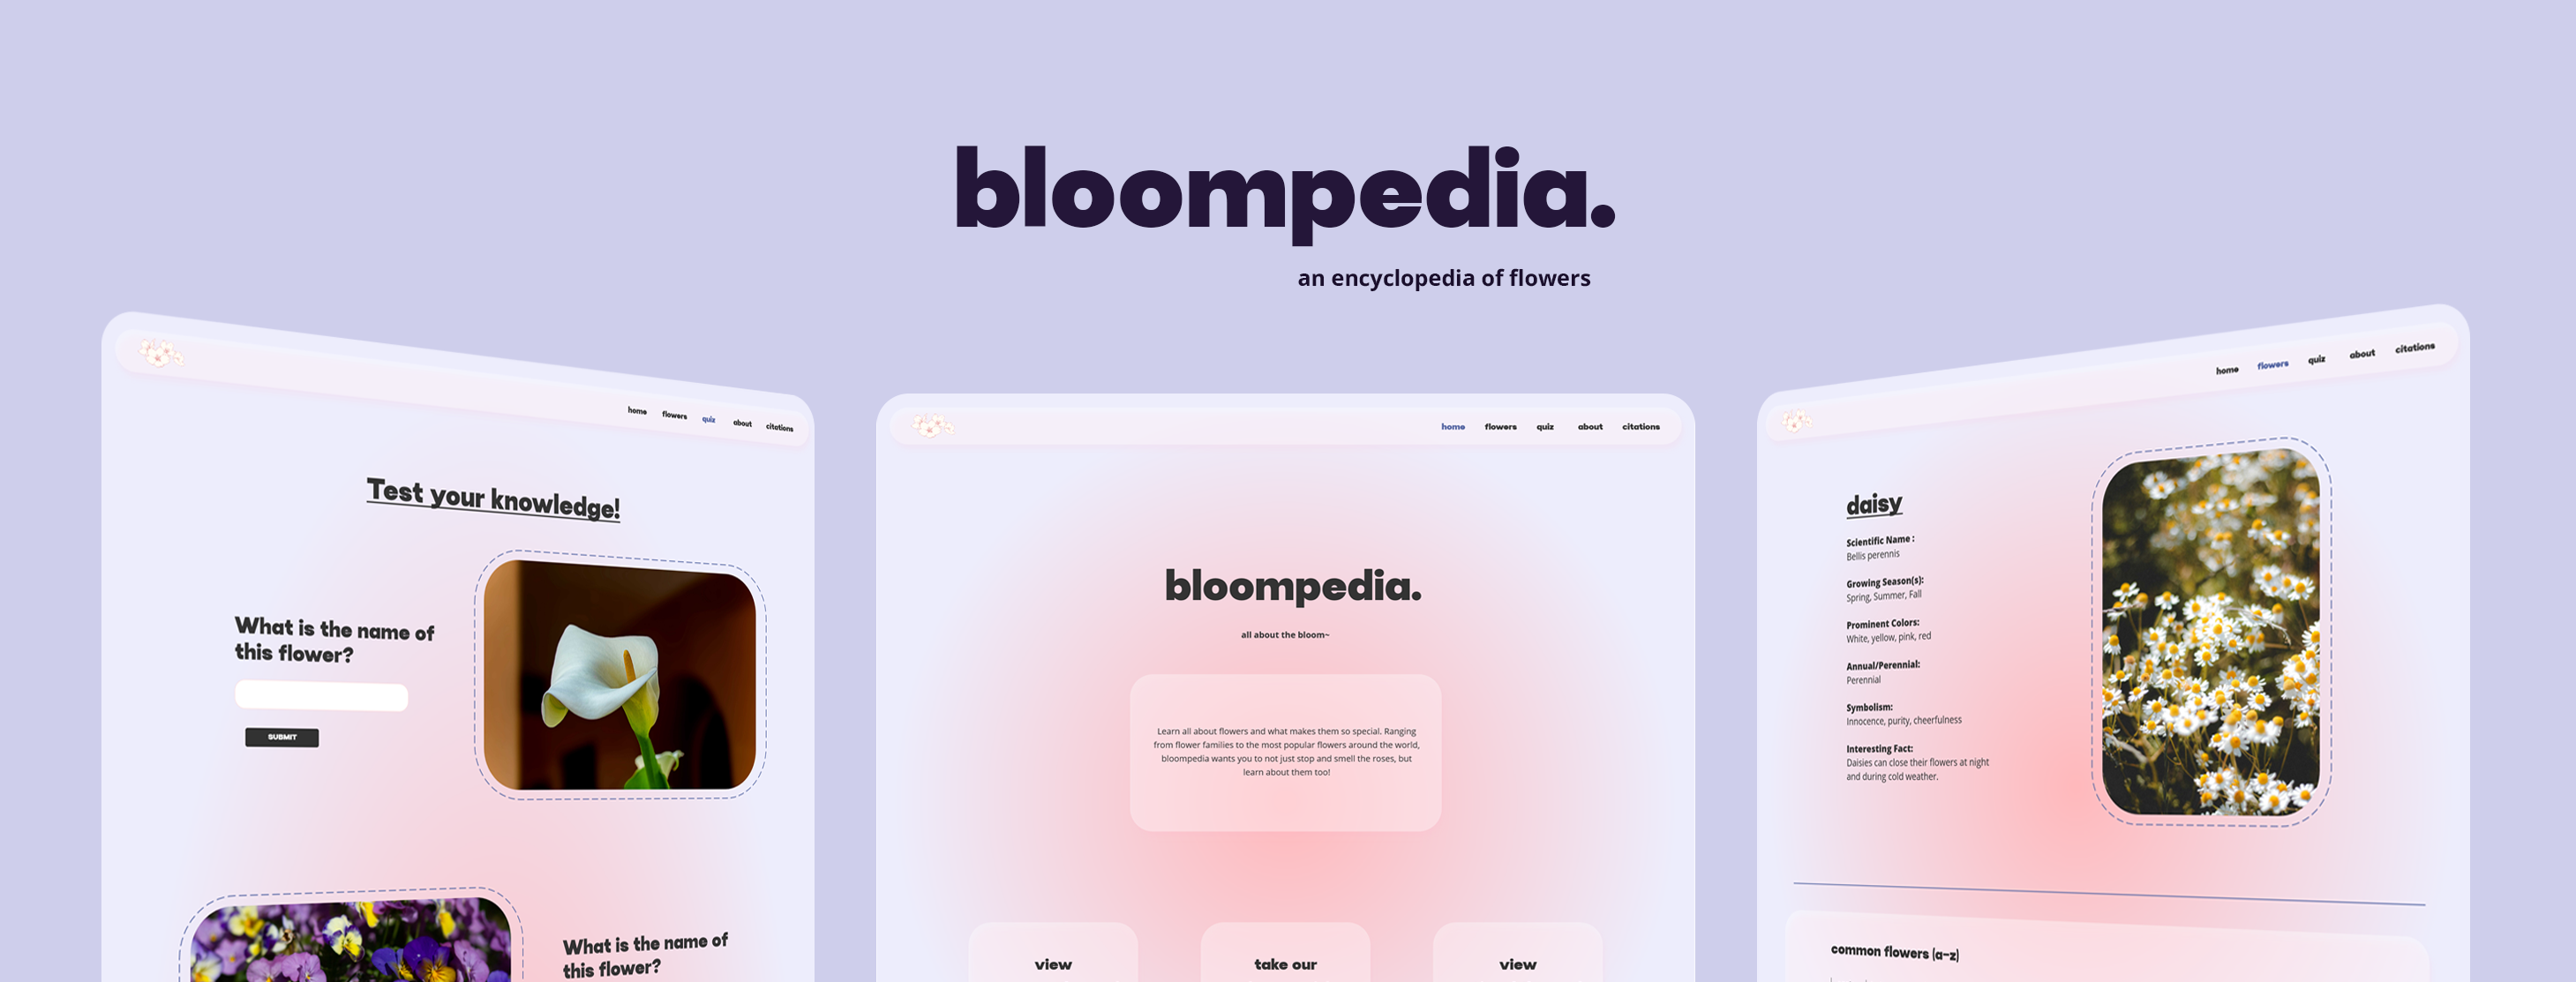 bloompedia.
an encyclopedia of flowers
home flowers quiz about citations
Test your knowledge!
What is the name of
this flower?
SUBMIT
What is the name of
this flower?
home flowers quiz about citations
bloompedia.
all about the bloom~
Learn all about flowers and what makes them so special. Ranging
from flower families to the most popular flowers around the world,
bloompedia wants you to not just stop and smell the roses, but
learn about them too!
view
take our
view
home flowers quiz about citations
daisy
Scientific Name :
Bellis perennis
Growing Season(s):
Spring, Summer, Fall
Prominent Colors:
White, yellow, pink, red
Annual/Perennial:
Perennial
Symbolism:
Innocence, purity, cheerfulness
Interesting Fact:
Daisies can close their flowers at night
and during cold weather.
common flowers (a-z)